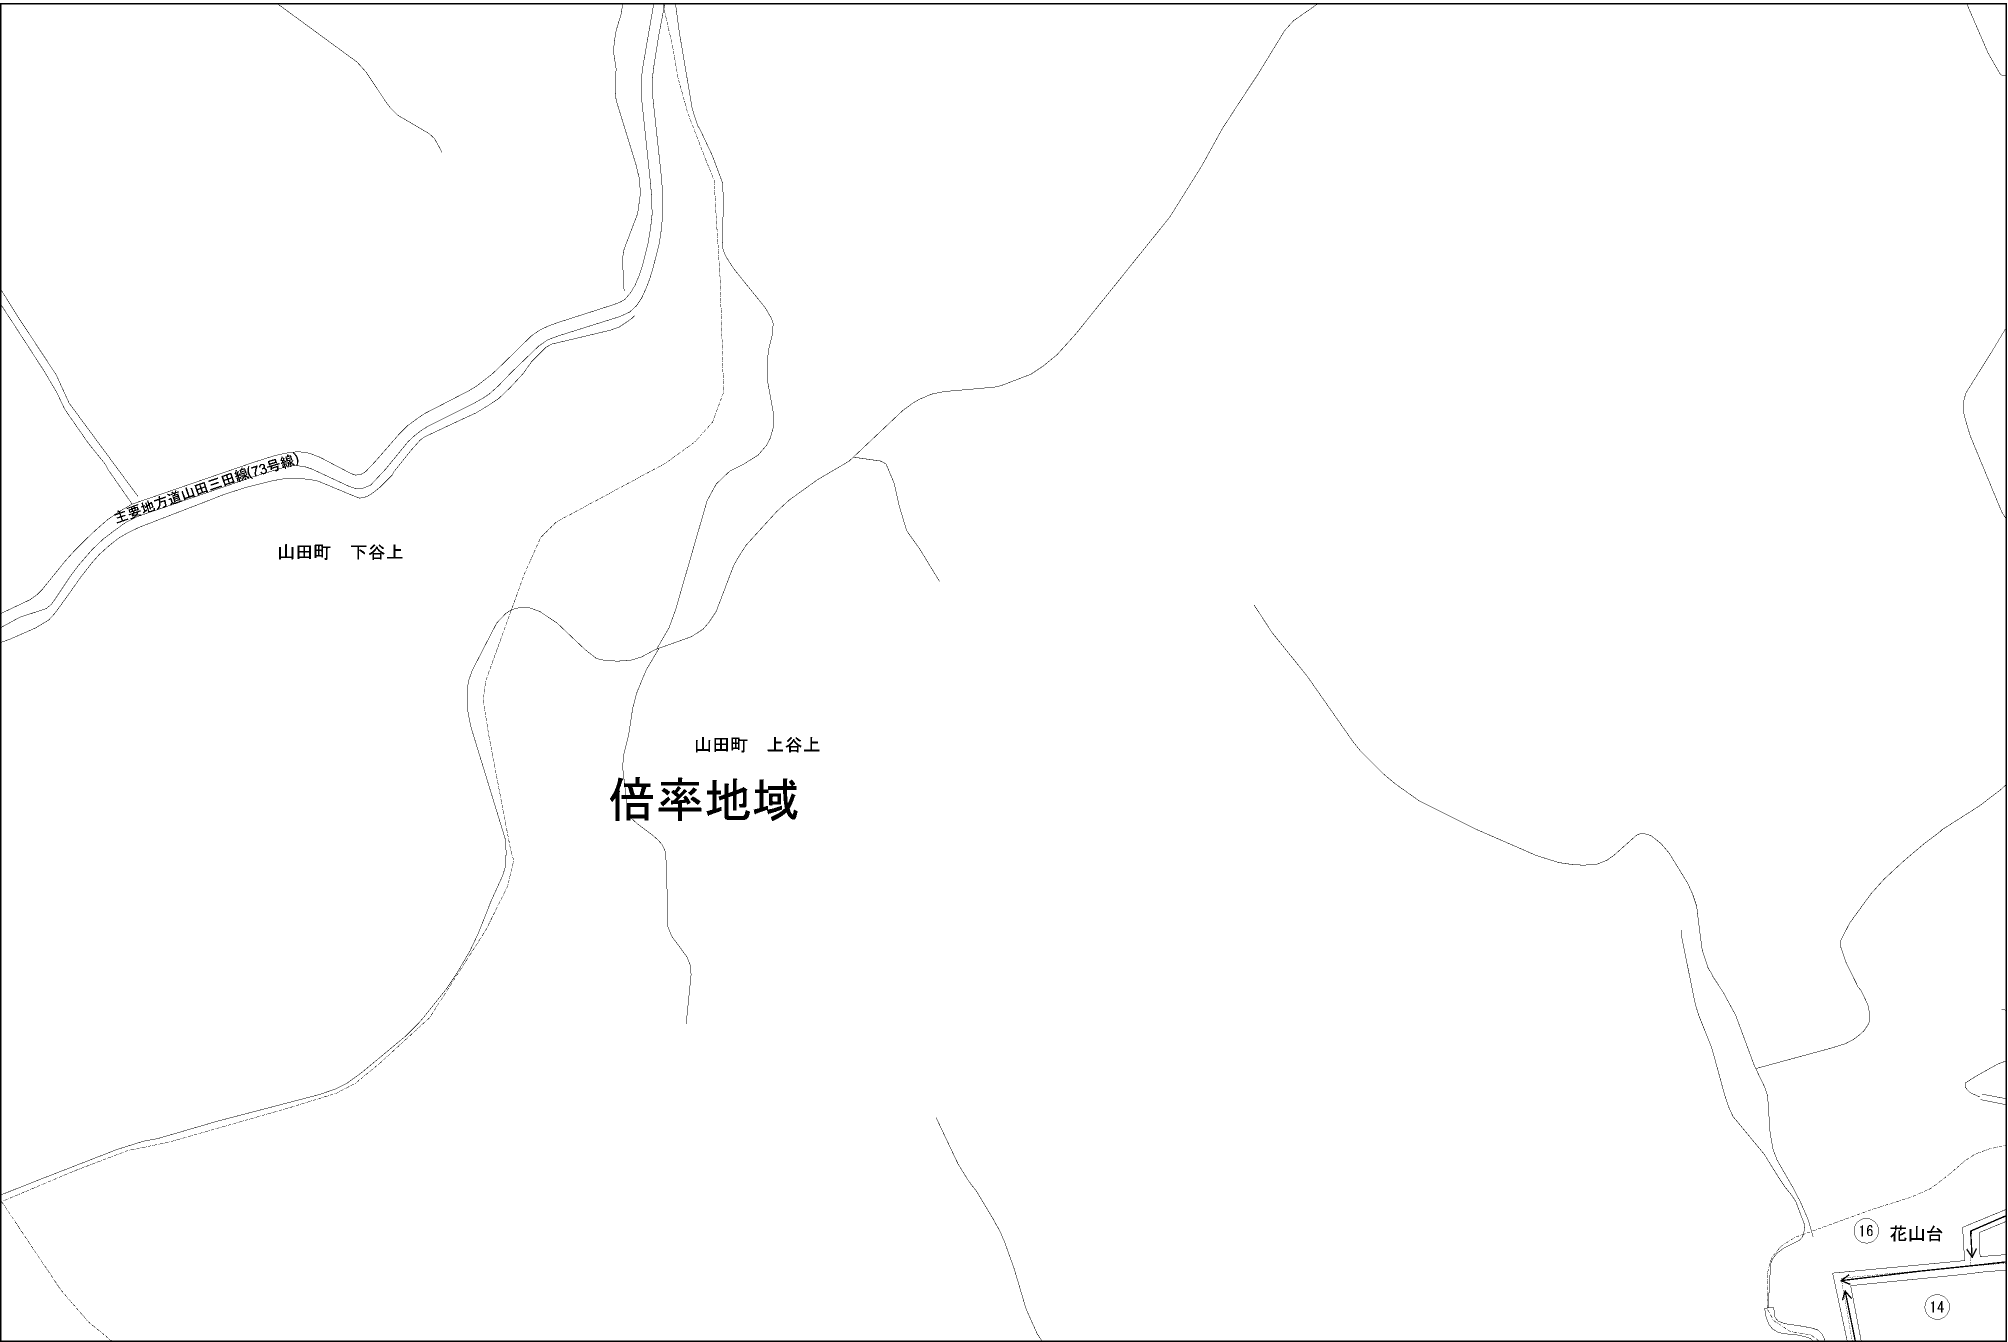 主要地方道山田三田線(73号線)
山田町　下谷上
山田町　上谷上
倍率地域
16 花山台
14